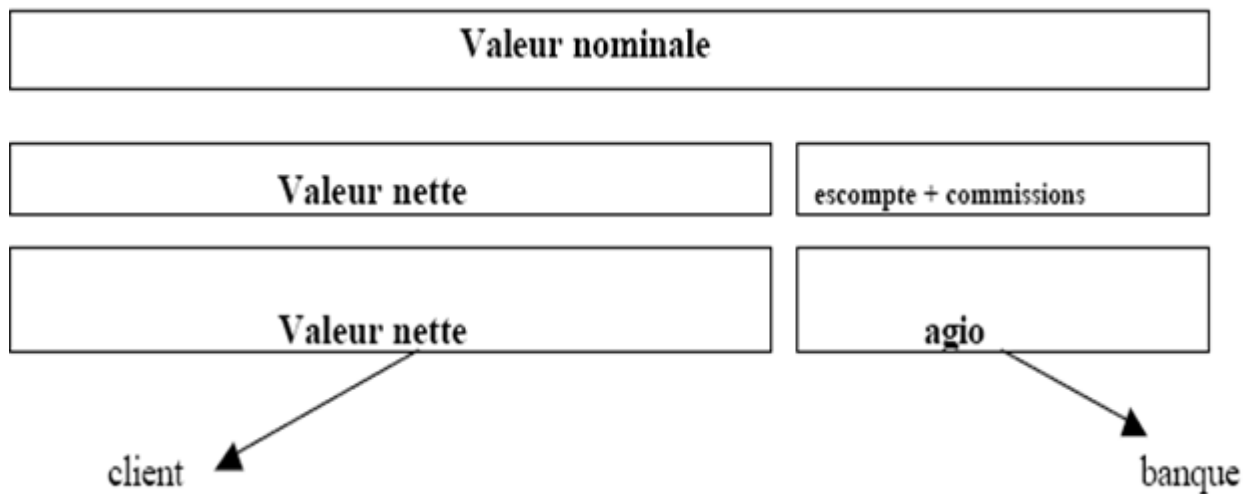 Valeur nominale
Valeur nette
escompte + commissions
Valeur nette
agio
client
banque